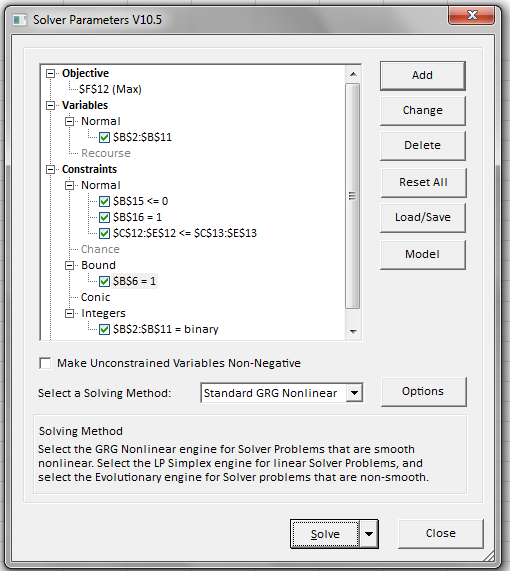 Solver Parameters V10.5
Objective
$F$12 (Max)
Variables
Normal
$B$2:$B$11
Recourse
Constraints
Normal
$B$15 <= 0
$B$16 = 1
$C$12:$E$12 <= $C$13:$E$13
Chance
Bound
$B$6 = 1
Conic
Integers
$B$2:$B$11 = binary
Add
Change
Delete
Reset All
Load/Save
Model
Make Unconstrained Variables Non-Negative
Select a Solving Method:
Standard GRG Nonlinear
Options
Solving Method
Select the GRG Nonlinear engine for Solver Problems that are smooth
nonlinear. Select the LP Simplex engine for linear Solver Problems, and
select the Evolutionary engine for Solver problems that are non-smooth.
Solve
Close